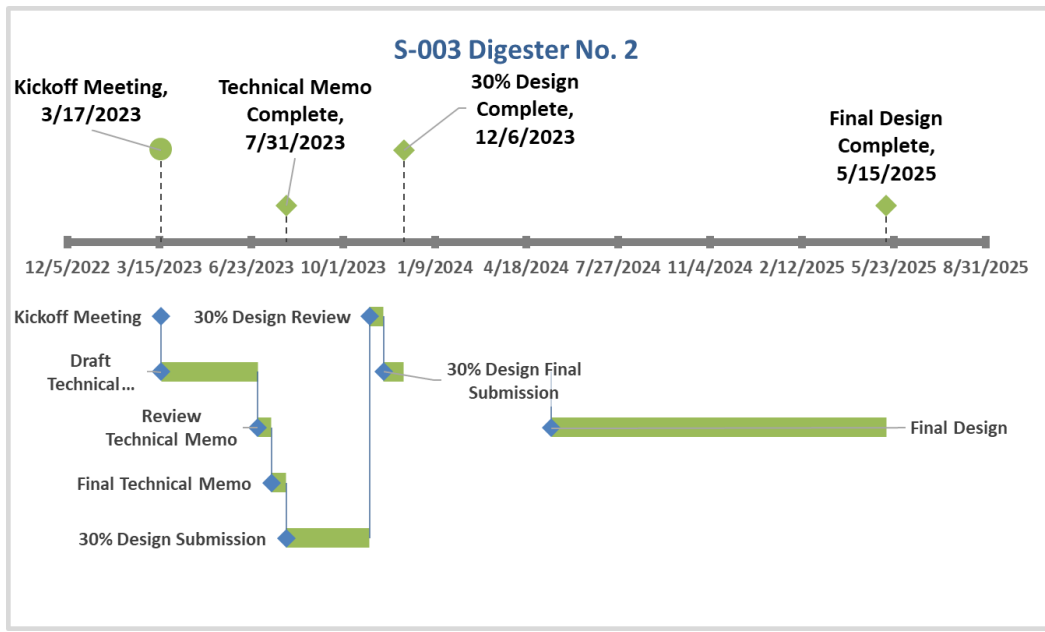 S-003 Digester No. 2
Kickoff Meeting,
3/17/2023
Technical Memo
Complete,
7/31/2023
30% Design
Complete,
12/6/2023
Final Design
Complete,
5/15/2025
12/5/2022 3/15/2023 6/23/2023 10/1/2023 1/9/2024 4/18/2024 7/27/2024 11/4/2024 2/12/2025 5/23/2025 8/31/2025
Kickoff Meeting
30% Design Review
Draft
Technical...
30% Design Final
Submission
Review
Technical Memo
Final Design
Final Technical Memo
30% Design Submission